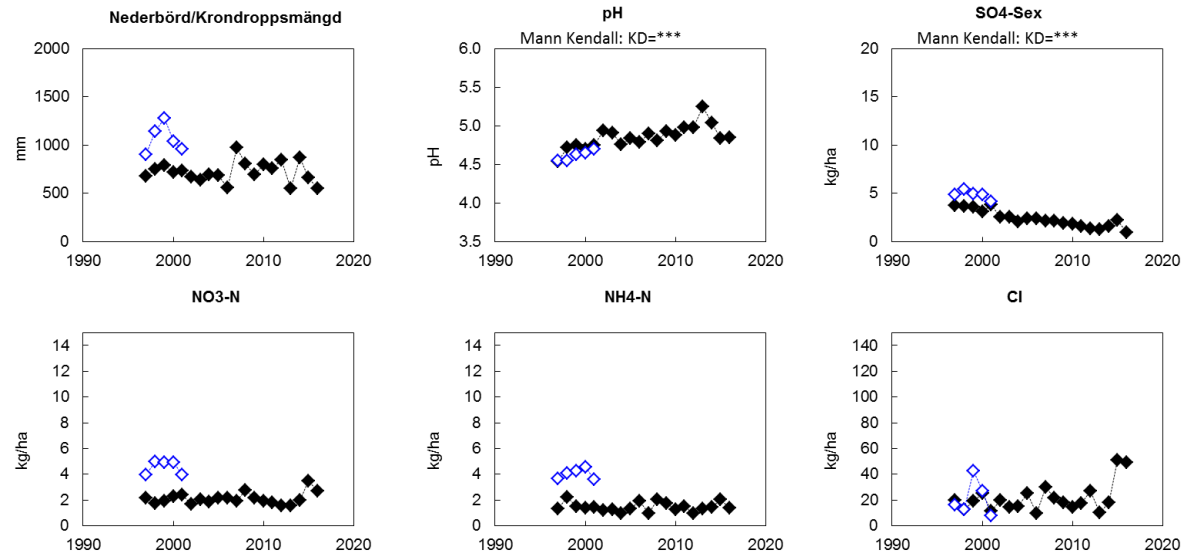 Nederbörd/Krondroppsmängd
2000
1500
1000
500
0
mm
1990 2000 2010 2020
pH
Mann Kendall: KD=***
6.0
5.5
5.0
4.5
4.0
3.5
pH
1990 2000 2010 2020
SO4-Sex
Mann Kendall: KD=***
20
15
10
5
0
kg/ha
1990 2000 2010 2020
NO3-N
14
12
10
8
6
4
2
0
kg/ha
1990 2000 2010 2020
NH4-N
14
12
10
8
6
4
2
0
kg/ha
1990 2000 2010 2020
Cl
140
120
100
80
60
40
20
0
kg/ha
1990 2000 2010 2020